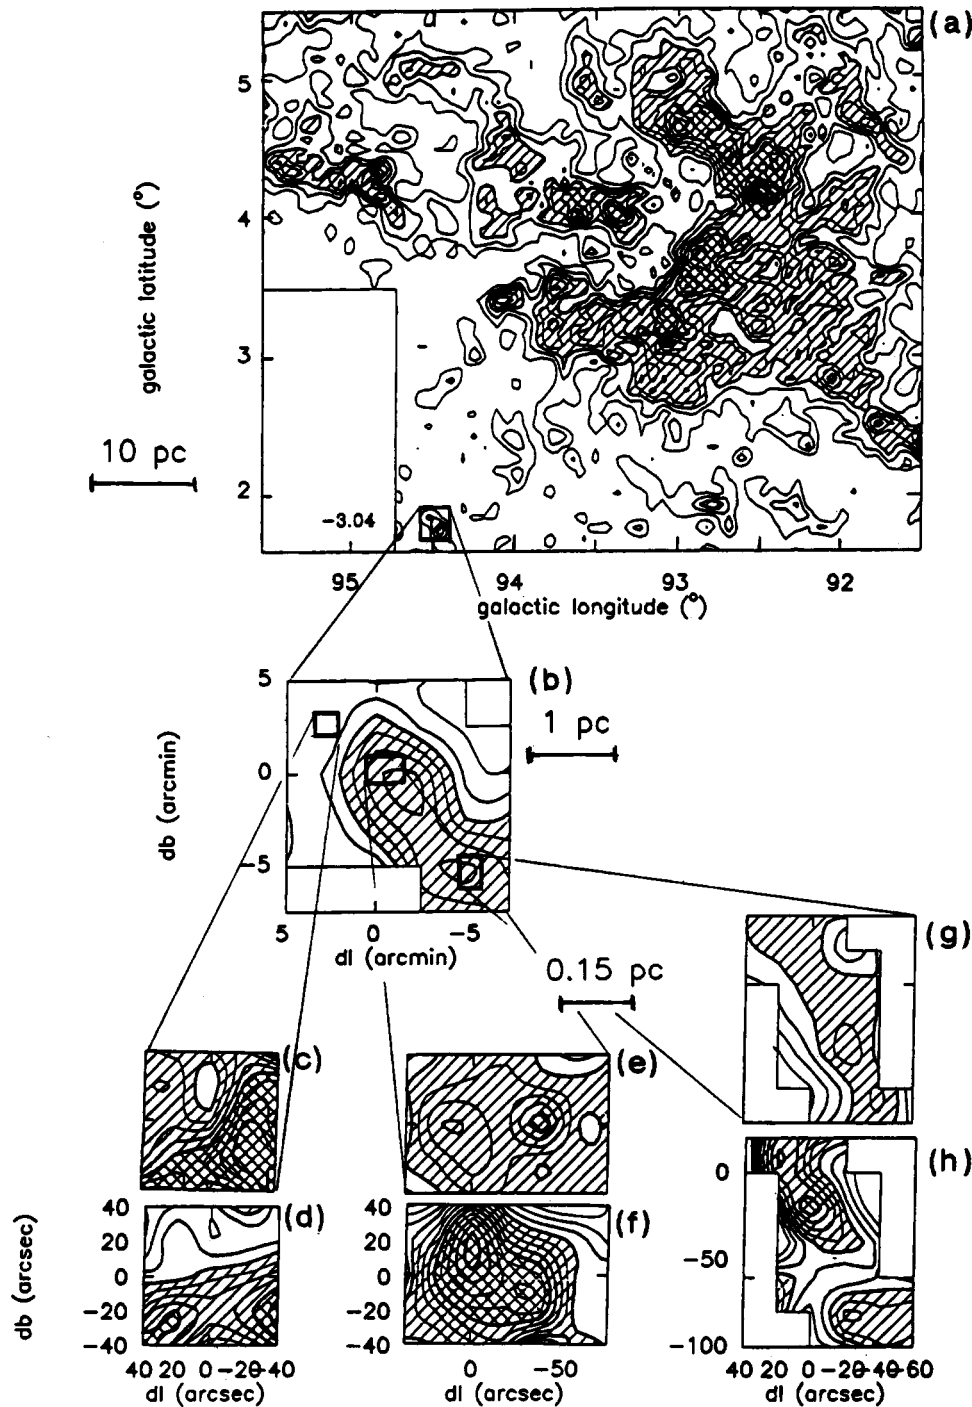 (a)
5
4
3
2
galactic latitude (°)
10 pc
-3.04
95 94 93 92
galactic longitude (°)
(b)
5
0
-5
db (arcmin)
1 pc
5 0 -5
dl (arcmin)
0.15 pc
(g)
(c)
(e)
(h)
0
-50
-100
(d)
40
20
0
-20
-40
db (arcsec)
(f)
40
20
0
-20
-40
40 20 0 -20 -40
dl (arcsec)
0 -50
dl (arcsec)
40 20 0 -20 -40 -60
dl (arcsec)